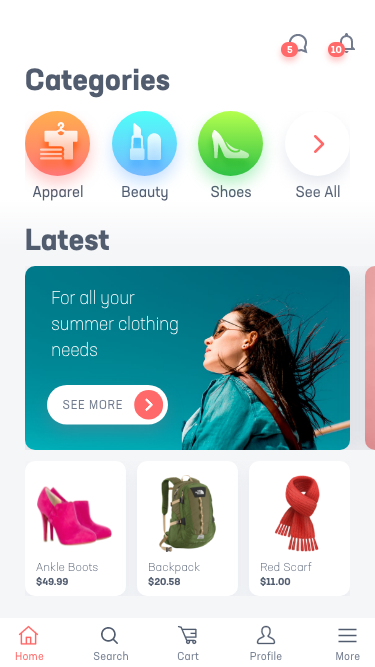 5
10
Categories
Apparel
Beauty
Shoes
See All
Latest
For all your
summer clothing
needs
SEE MORE
Ankle Boots
$49.99
Backpack
$20.58
Red Scarf
$11.00
Home
Search
Cart
Profile
More